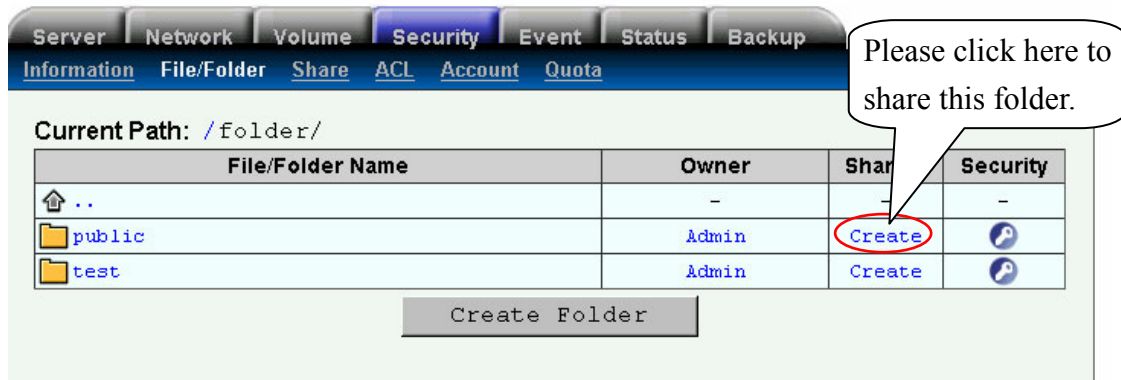 Server Network Volume Security Event Status Backup
Information File/Folder Share ACL Account Quota
Please click here to
share this folder.
Current Path: /folder/
File/Folder Name Owner Shar Security
.. - - -
public Admin Create
test Admin Create
Create Folder